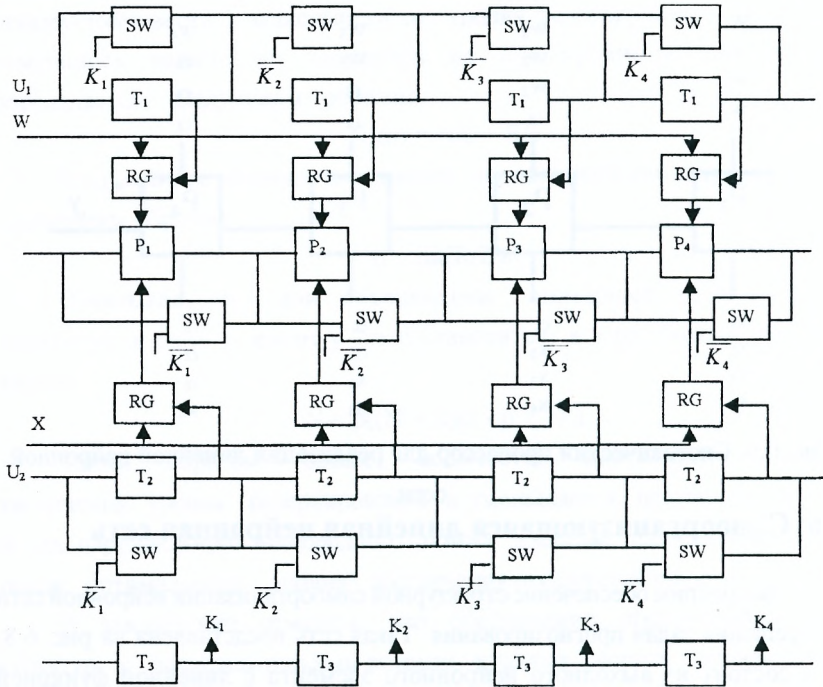 SW SW SW SW
K̅₁ K̅₂ K̅₃ K̅₄
U₁ T₁ T₁ T₁ T₁
W
RG RG RG RG
P₁ P₂ P₃ P₄
SW SW SW SW
K̅₁ K̅₂ K̅₃ K̅₄
RG RG RG RG
X
U₂ T₂ T₂ T₂ T₂
SW SW SW SW
K̅₁ K̅₂ K̅₃ K̅₄
K₁ K₂ K₃ K₄
T₃ T₃ T₃ T₃